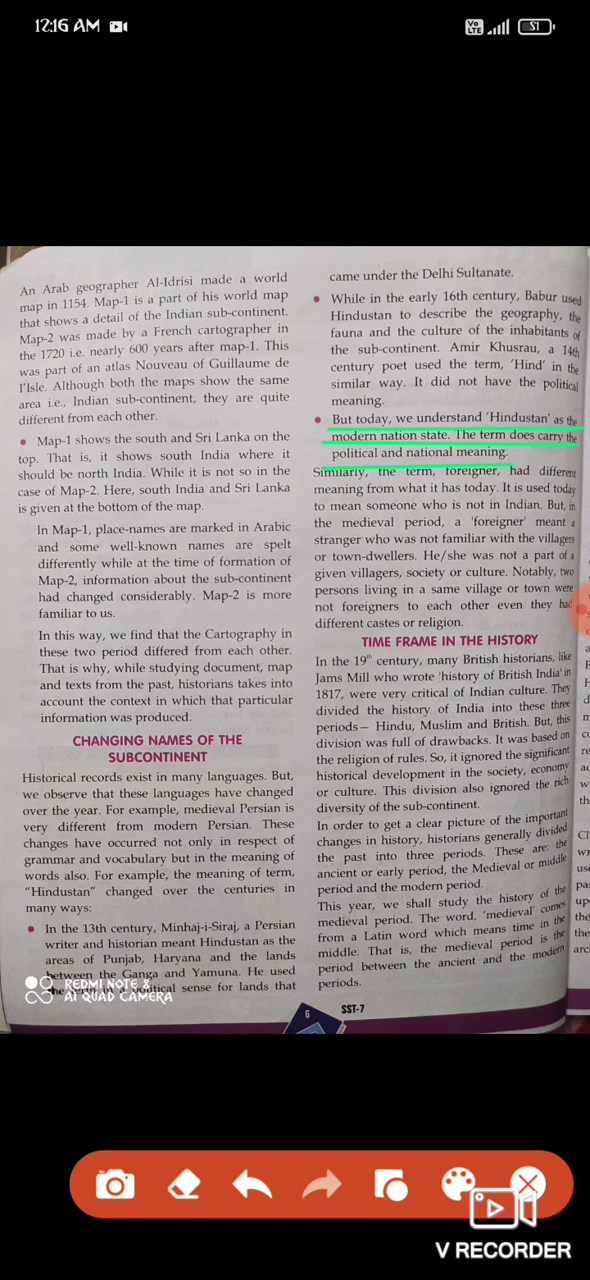 12:16 AM
Vo
LTE
51
An Arab geographer Al-Idrisi made a world
map in 1154. Map-1 is a part of his world map
that shows a detail of the Indian sub-continent.
Map-2 was made by a French cartographer in
the 1720 i.e. nearly 600 years after map-1. This
was part of an atlas Nouveau of Guillaume de
I'Isle. Although both the maps show the same
area i.e., Indian sub-continent, they are quite
different from each other.
• Map-1 shows the south and Sri Lanka on the
top. That is, it shows south India where it
should be north India. While it is not so in the
case of Map-2. Here, south India and Sri Lanka
is given at the bottom of the map.
In Map-1, place-names are marked in Arabic
and some well-known names are spelt
differently while at the time of formation of
Map-2, information about the sub-continent
had changed considerably. Map-2 is more
familiar to us.
In this way, we find that the Cartography in
these two period differed from each other.
That is why, while studying document, map
and texts from the past, historians takes into
account the context in which that particular
information was produced.
CHANGING NAMES OF THE
SUBCONTINENT
Historical records exist in many languages. But,
we observe that these languages have changed
over the year. For example, medieval Persian is
very different from modern Persian. These
changes have occurred not only in respect of
grammar and vocabulary but in the meaning of
words also. For example, the meaning of term,
"Hindustan" changed over the centuries in
many ways:
• In the 13th century, Minhaj-i-Siraj, a Persian
writer and historian meant Hindustan as the
areas of Punjab, Haryana and the lands
between the Ganga and Yamuna. He used
the term in a political sense for lands that
came under the Delhi Sultanate.
• While in the early 16th century, Babur used
Hindustan to describe the geography, the
fauna and the culture of the inhabitants of
the sub-continent. Amir Khusrau, a 14th
century poet used the term, 'Hind' in the
similar way. It did not have the political
meaning.
• But today, we understand 'Hindustan' as the
modern nation state. The term does carry the
political and national meaning.
Similarly, the term, foreigner, had different
meaning from what it has today. It is used today
to mean someone who is not in Indian. But, in
the medieval period, a 'foreigner' meant a
stranger who was not familiar with the villagers
or town-dwellers. He/she was not a part of a
given villagers, society or culture. Notably, two
persons living in a same village or town were
not foreigners to each other even they had
different castes or religion.
TIME FRAME IN THE HISTORY
In the 19th century, many British historians, like
Jams Mill who wrote 'history of British India' in
1817, were very critical of Indian culture. They
divided the history of India into these three
periods— Hindu, Muslim and British. But, this
division was full of drawbacks. It was based on
the religion of rules. So, it ignored the significant
historical development in the society, economy
or culture. This division also ignored the rich
diversity of the sub-continent.
In order to get a clear picture of the important
changes in history, historians generally divided
the past into three periods. These are: the
ancient or early period, the Medieval or middle
period and the modern period.
This year, we shall study the history of the
medieval period. The word, 'medieval' comes
from a Latin word which means time in the
middle. That is, the medieval period is the
period between the ancient and the modern
periods.
REDMI NOTE 8
AI QUAD CAMERA
6
SST-7
V RECORDER